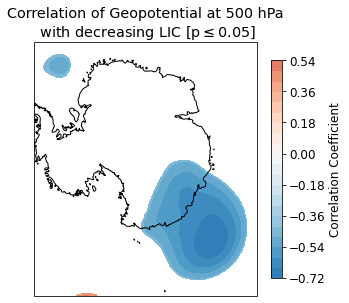 Correlation of Geopotential at 500 hPa
with decreasing LIC [p ≤ 0.05]
0.54
0.36
0.18
0.00
−0.18
−0.36
−0.54
−0.72
Correlation Coefficient